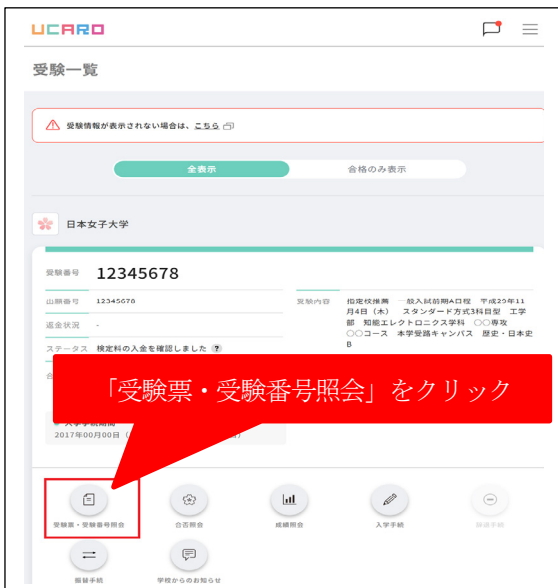 UCARO
受験一覧
受験情報が表示されない場合は、こちら
全表示
合格のみ表示
日本女子大学
受験番号 12345678
出願番号 12345678
返金状況 -
ステータス 検定料の入金を確認しました ?
受験内容 指定校推薦 一般入試前期A日程 平成29年11
月4日（木） スタンダード方式3科目型 工学
部 知能エレクトロニクス学科 〇〇専攻
〇〇コース 本学受験キャンパス 歴史・日本史
B
「受験票・受験番号照会」をクリック
2017年00月00日（
受験票・受験番号照会
合否照会
成績照会
入学手続
辞退手続
振替手続
学校からのお知らせ